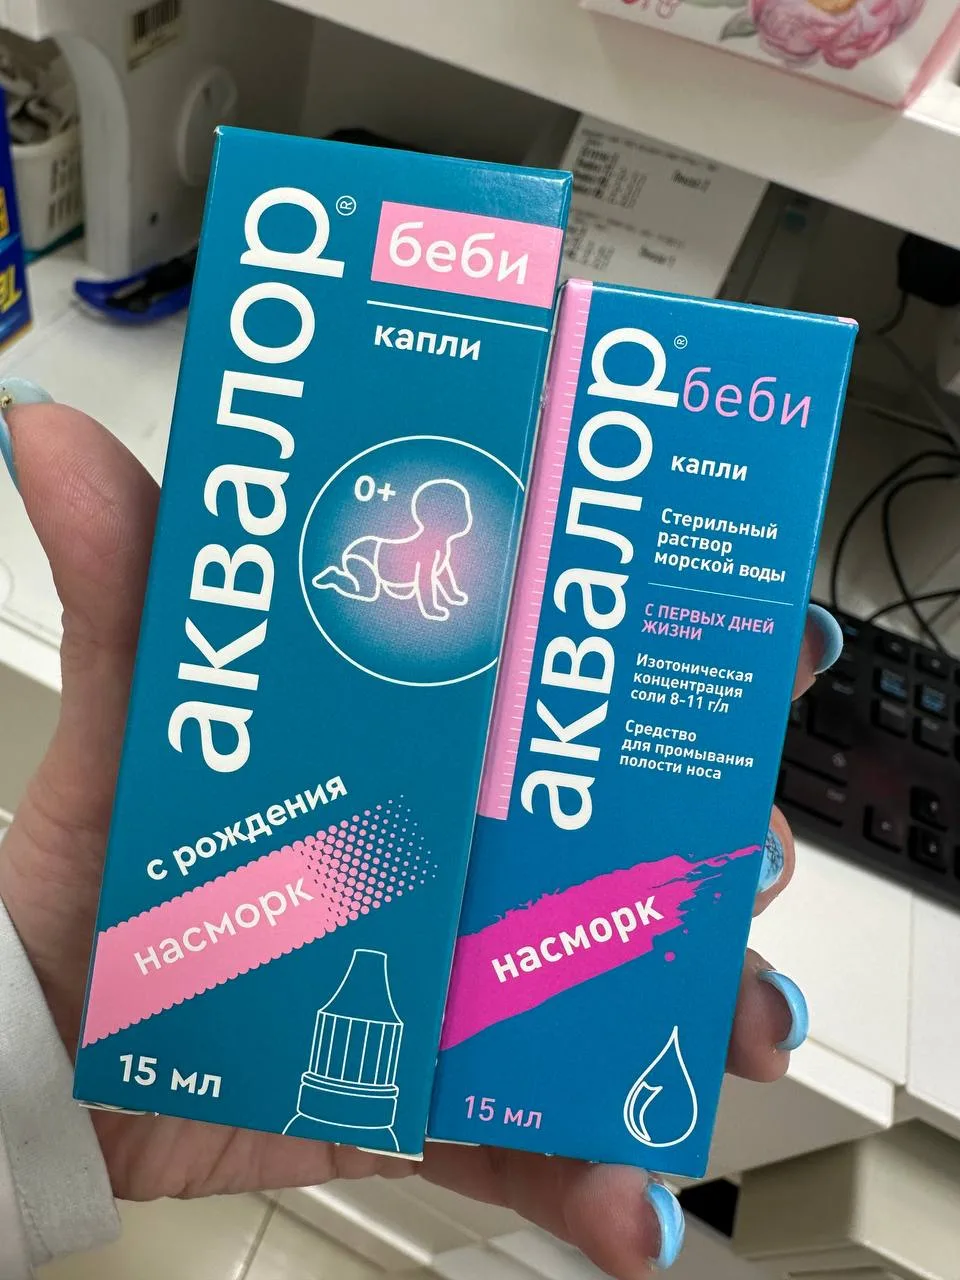 аквалор®
беби
капли
0+
с рождения
насморк
15 мл
аквалор®
беби
капли
Стерильный
раствор
морской воды
С ПЕРВЫХ ДНЕЙ
ЖИЗНИ
Изотоническая
концентрация
соли 8-11 г/л
Средство
для промывания
полости носа
насморк
15 мл